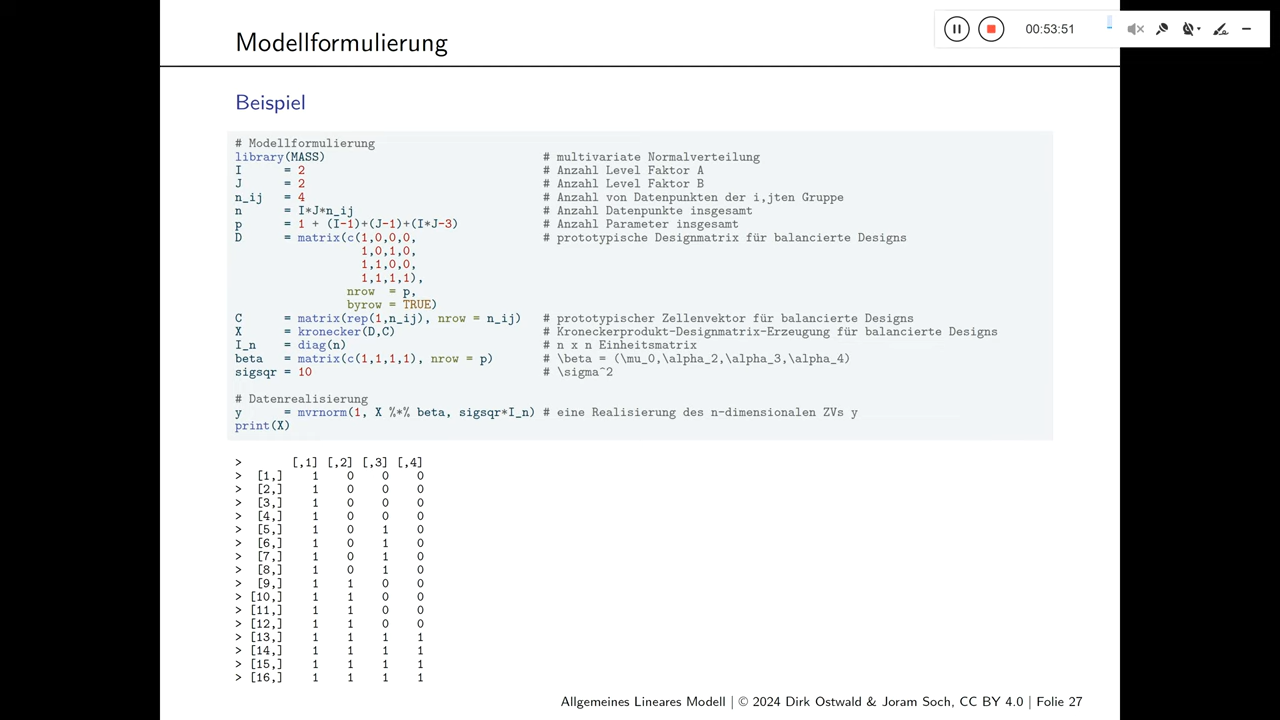 Modellformulierung
00:53:51
Beispiel
# Modellformulierung
library(MASS) # multivariate Normalverteilung
I = 2 # Anzahl Level Faktor A
J = 2 # Anzahl Level Faktor B
n_ij = 4 # Anzahl von Datenpunkten der i,jten Gruppe
n = I*J*n_ij # Anzahl Datenpunkte insgesamt
p = 1 + (I-1)+(J-1)+(I*J-3) # Anzahl Parameter insgesamt
D = matrix(c(1,0,0,0, # prototypische Designmatrix für balancierte Designs
1,0,1,0,
1,1,0,0,
1,1,1,1),
nrow = p,
byrow = TRUE)
C = matrix(rep(1,n_ij), nrow = n_ij) # prototypischer Zellenvektor für balancierte Designs
X = kronecker(D,C) # Kroneckerprodukt-Designmatrix-Erzeugung für balancierte Designs
I_n = diag(n) # n x n Einheitsmatrix
beta = matrix(c(1,1,1,1), nrow = p) # \beta = (\mu_0,\alpha_2,\alpha_3,\alpha_4)
sigsqr = 10 # \sigma^2
# Datenrealisierung
y = mvrnorm(1, X %*% beta, sigsqr*I_n) # eine Realisierung des n-dimensionalen ZVs y
print(X)
> [,1] [,2] [,3] [,4]
> [1,] 1 0 0 0
> [2,] 1 0 0 0
> [3,] 1 0 0 0
> [4,] 1 0 0 0
> [5,] 1 0 1 0
> [6,] 1 0 1 0
> [7,] 1 0 1 0
> [8,] 1 0 1 0
> [9,] 1 1 0 0
> [10,] 1 1 0 0
> [11,] 1 1 0 0
> [12,] 1 1 0 0
> [13,] 1 1 1 1
> [14,] 1 1 1 1
> [15,] 1 1 1 1
> [16,] 1 1 1 1
Allgemeines Lineares Modell | © 2024 Dirk Ostwald & Joram Soch, CC BY 4.0 | Folie 27